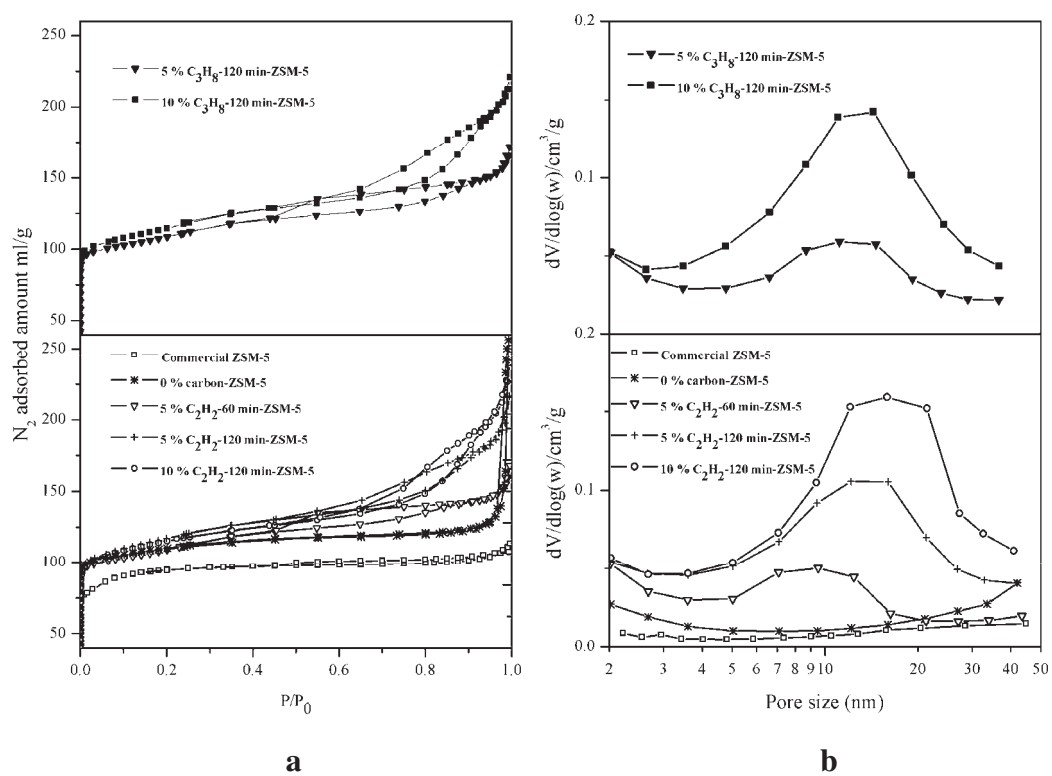 5 % C3H8-120 min-ZSM-5
10 % C3H8-120 min-ZSM-5
250
200
150
100
50
Commercial ZSM-5
0 % carbon-ZSM-5
5 % C2H2-60 min-ZSM-5
5 % C2H2-120 min-ZSM-5
10 % C2H2-120 min-ZSM-5
250
200
150
100
50
0.0 0.2 0.4 0.6 0.8 1.0
P/P0
N2 adsorbed amount ml/g
a
0.2
0.1
5 % C3H8-120 min-ZSM-5
10 % C3H8-120 min-ZSM-5
dV/dlog(w)/cm3/g
0.2
0.1
0.0
Commercial ZSM-5
0 % carbon-ZSM-5
5 % C2H2-60 min-ZSM-5
5 % C2H2-120 min-ZSM-5
10 % C2H2-120 min-ZSM-5
dV/dlog(w)/cm3/g
2 3 4 5 6 7 8 9 10 20 30 40 50
Pore size (nm)
b